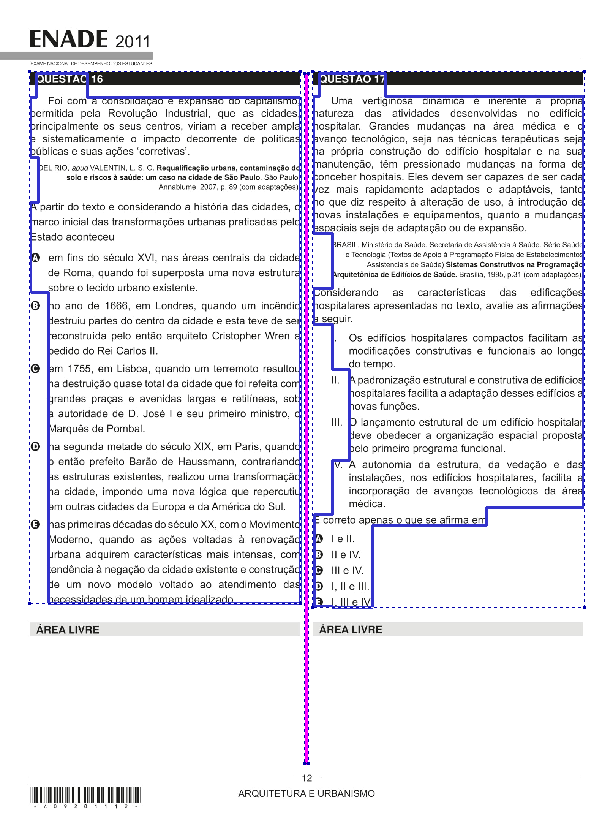 ENADE 2011
EXAME NACIONAL DE DESEMPENHO DOS ESTUDANTES
QUESTÃO 16
Foi com a consolidação e expansão do capitalismo,
permitida pela Revolução Industrial, que as cidades,
principalmente os seus centros, viriam a receber ampla
e sistematicamente o impacto decorrente de políticas
públicas e suas ações 'corretivas'.
DEL RIO, apud VALENTIN, L. S. O. Requalificação urbana, contaminação do
solo e riscos à saúde: um caso na cidade de São Paulo. São Paulo:
Annablume, 2007, p. 89 (com adaptações).
A partir do texto e considerando a história das cidades, o
marco inicial das transformações urbanas praticadas pelo
Estado aconteceu
A em fins do século XVI, nas áreas centrais da cidade
de Roma, quando foi superposta uma nova estrutura
sobre o tecido urbano existente.
B no ano de 1666, em Londres, quando um incêndio
destruiu partes do centro da cidade e esta teve de ser
reconstruída pelo então arquiteto Cristopher Wren a
pedido do Rei Carlos II.
C em 1755, em Lisboa, quando um terremoto resultou
na destruição quase total da cidade que foi refeita com
grandes praças e avenidas largas e retilíneas, sob
a autoridade de D. José I e seu primeiro ministro, o
Marquês de Pombal.
D na segunda metade do século XIX, em Paris, quando
o então prefeito Barão de Haussmann, contrariando
as estruturas existentes, realizou uma transformação
na cidade, impondo uma nova lógica que repercutiu
em outras cidades da Europa e da América do Sul.
E nas primeiras décadas do século XX, com o Movimento
Moderno, quando as ações voltadas à renovação
urbana adquirem características mais intensas, com
tendência à negação da cidade existente e construção
de um novo modelo voltado ao atendimento das
necessidades de um homem idealizado.
ÁREA LIVRE
QUESTÃO 17
Uma vertiginosa dinâmica é inerente à própria
natureza das atividades desenvolvidas no edifício
hospitalar. Grandes mudanças na área médica e o
avanço tecnológico, seja nas técnicas terapêuticas seja
na própria construção do edifício hospitalar e na sua
manutenção, têm pressionado mudanças na forma de
conceber hospitais. Eles devem ser capazes de ser cada
vez mais rapidamente adaptados e adaptáveis, tanto
no que diz respeito à alteração de uso, à introdução de
novas instalações e equipamentos, quanto a mudanças
espaciais seja de adaptação ou de expansão.
BRASIL. Ministério da Saúde. Secretaria de Assistência à Saúde. Série Saúde
e Tecnologia (Textos de Apoio à Programação Física de Estabelecimentos
Assistenciais de Saúde) Sistemas Construtivos na Programação
Arquitetônica de Edifícios de Saúde. Brasília, 1995, p.31 (com adaptações).
Considerando as características das edificações
hospitalares apresentadas no texto, avalie as afirmações
a seguir.
I. Os edifícios hospitalares compactos facilitam as
modificações construtivas e funcionais ao longo
do tempo.
II. A padronização estrutural e construtiva de edifícios
hospitalares facilita a adaptação desses edifícios a
novas funções.
III. O lançamento estrutural de um edifício hospitalar
deve obedecer a organização espacial proposta
pelo primeiro programa funcional.
IV. A autonomia da estrutura, da vedação e das
instalações, nos edifícios hospitalares, facilita a
incorporação de avanços tecnológicos da área
médica.
É correto apenas o que se afirma em
A I e II.
B II e IV.
C III e IV.
D I, II e III.
E I, III e IV.
ÁREA LIVRE
12
ARQUITETURA E URBANISMO